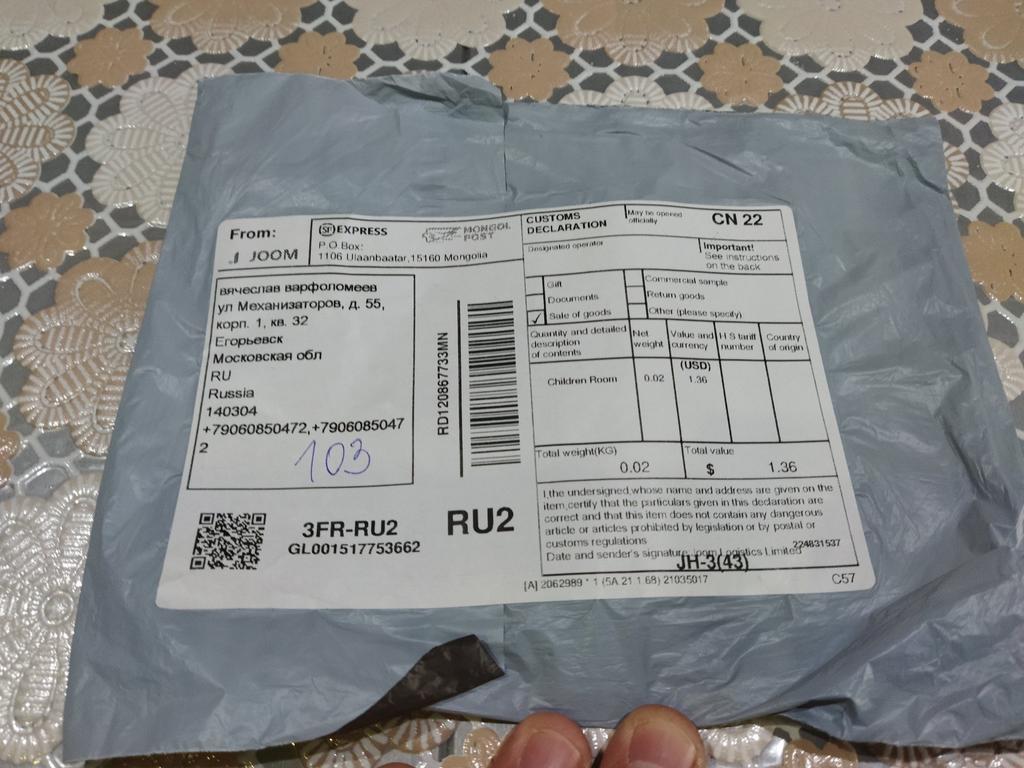 From:
JOOM
SF EXPRESS
MONGOL
POST
P.O.Box:
1106 Ulaanbaatar,15160 Mongolia
вячеслав варфоломеев
ул Механизаторов, д. 55,
корп. 1, кв. 32
Егорьевск
Московская обл
RU
Russia
140304
+79060850472,+7906085047
2
103
RD120867733MN
3FR-RU2
GL001517753662
RU2
CUSTOMS
DECLARATION
May be opened
officially
CN 22
Designated operator
Important!
See instructions
on the back
Gift
Commercial sample
Documents
Return goods
✓ Sale of goods
Other (please specify)
Quantity and detailed
description
of contents
Net
weight
Value and
currency
H S tariff
number
Country
of origin
(USD)
Children Room 0.02 1.36
Total weight(KG)
0.02
Total value
$ 1.36
I,the undersigned,whose name and address are given on the
item,certify that the particulars given in this declaration are
correct and that this item does not contain any dangerous
article or articles prohibited by legislation or by postal or
customs regulations
224831537
Date and sender's signature Joom Logistics Limited
JH-3(43)
[A] 2062989 * 1 (5A 21 1.68) 21035017
C57